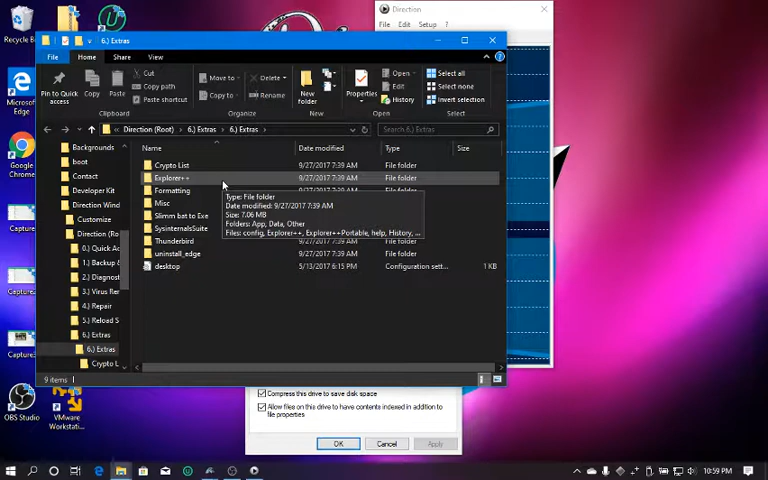 Direction
File Edit Setup ?
6.) Extras
File Home Share View
Pin to Quick access
Copy
Paste
Cut
Copy path
Paste shortcut
Clipboard
Move to
Copy to
Delete
Rename
Organize
New folder
New
Properties
Open
Edit
History
Open
Select all
Select none
Invert selection
Select
Direction (Root) > 6.) Extras > 6.) Extras
Search 6.) Extras
Name Date modified Type Size
Crypto List 9/27/2017 7:39 AM File folder
Explorer++ 9/27/2017 7:39 AM File folder
Formatting 9/27/2017 7:39 AM File folder
Misc
Slimm bat to Exe
SysinternalsSuite
Thunderbird 9/27/2017 7:39 AM File folder
uninstall_edge 9/27/2017 7:39 AM File folder
desktop 5/13/2017 6:15 PM Configuration sett... 1 KB
Type: File folder
Date modified: 9/27/2017 7:39 AM
Size: 7.06 MB
Folders: App, Data, Other
Files: config, Explorer++Portable, help, History, ...
Backgrounds
boot
Contact
Developer Kit
Direction Wind
Customize
Direction (Ro
0.) Quick Ac
1.) Backup &
2.) Diagnost
3.) Virus Re
4.) Repair
5.) Reload S
6.) Extras
6.) Extras
Crypto L
9 items
Recycle B
Microsoft Edge
Google Chrome
Capture
Capture
Capture
OBS Studio
VMware Workstati...
Compress this drive to save disk space
Allow files on this drive to have contents indexed in addition to
file properties
OK Cancel Apply
10:59 PM